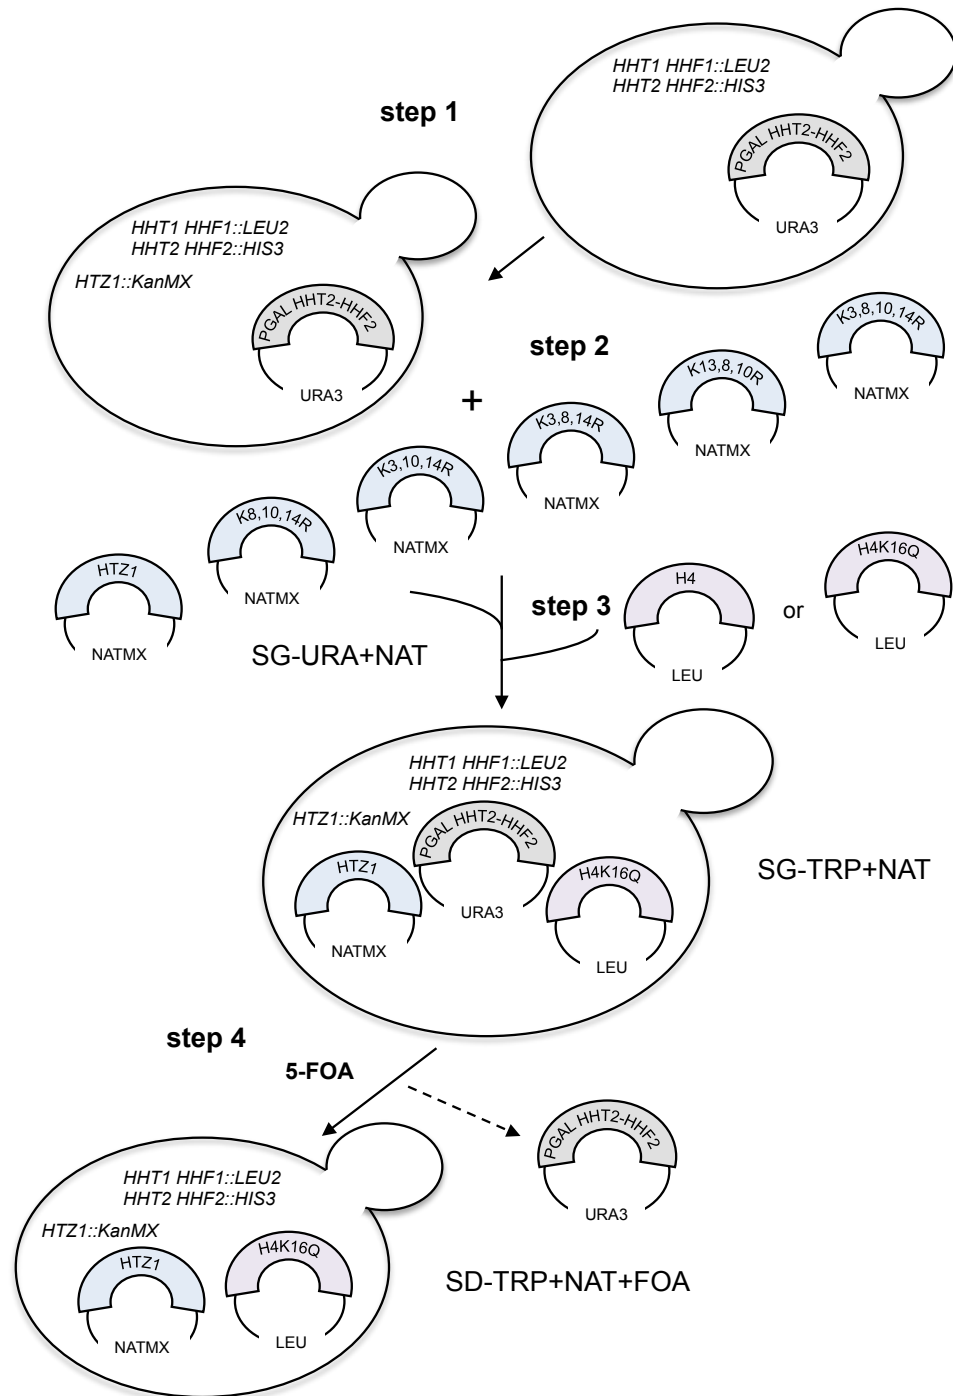 HHT1 HHF1::LEU2
HHT2 HHF2::HIS3
PGAL HHT2-HHF2
URA3
step 1
HHT1 HHF1::LEU2
HHT2 HHF2::HIS3
HTZ1::KanMX
PGAL HHT2-HHF2
URA3
step 2
+
K3,8,10,14R
NATMX
K13,8,10R
NATMX
K3,8,14R
NATMX
K3,10,14R
NATMX
K8,10,14R
NATMX
HTZ1
NATMX
SG-URA+NAT
step 3
H4
LEU
or
H4K16Q
LEU
HHT1 HHF1::LEU2
HHT2 HHF2::HIS3
HTZ1::KanMX
PGAL HHT2-HHF2
URA3
HTZ1
NATMX
H4K16Q
LEU
SG-TRP+NAT
step 4
5-FOA
PGAL HHT2-HHF2
URA3
HHT1 HHF1::LEU2
HHT2 HHF2::HIS3
HTZ1::KanMX
HTZ1
NATMX
H4K16Q
LEU
SD-TRP+NAT+FOA